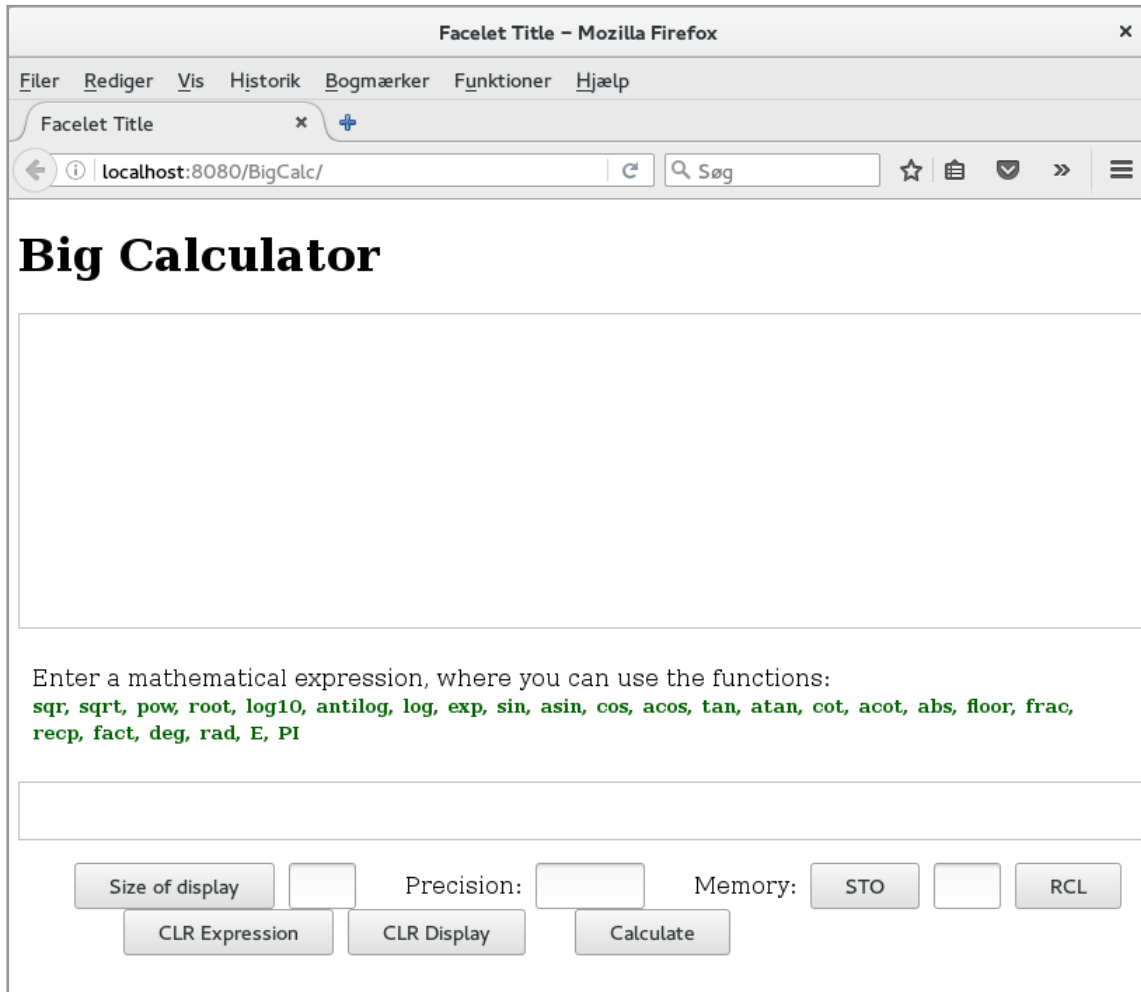 Facelet Title – Mozilla Firefox
Filer Rediger Vis Historik Bogmærker Funktioner Hjælp
Facelet Title
localhost:8080/BigCalc/ Søg
Big Calculator
Enter a mathematical expression, where you can use the functions:
sqr, sqrt, pow, root, log10, antilog, log, exp, sin, asin, cos, acos, tan, atan, cot, acot, abs, floor, frac,
recp, fact, deg, rad, E, PI
Size of display Precision: Memory: STO RCL
CLR Expression CLR Display Calculate